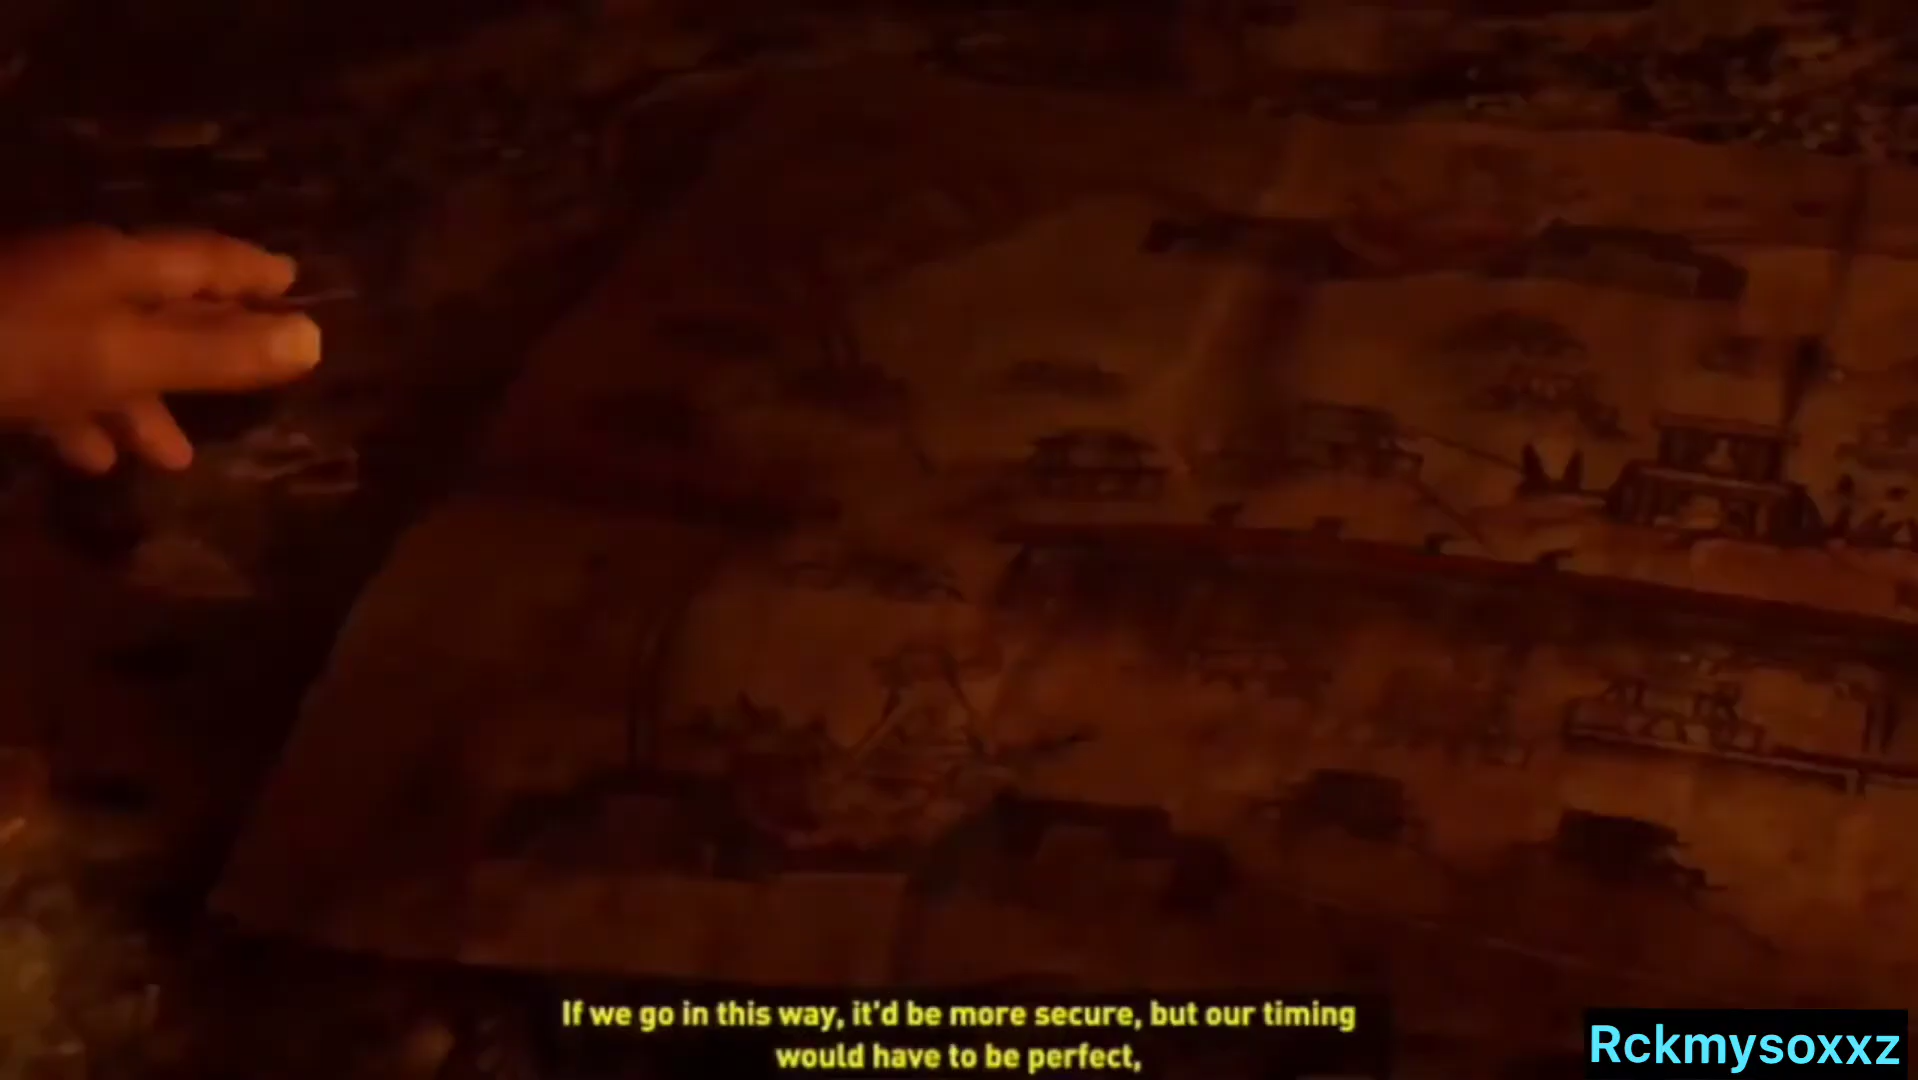 If we go in this way, it'd be more secure, but our timing
would have to be perfect,
Rckmysoxxz